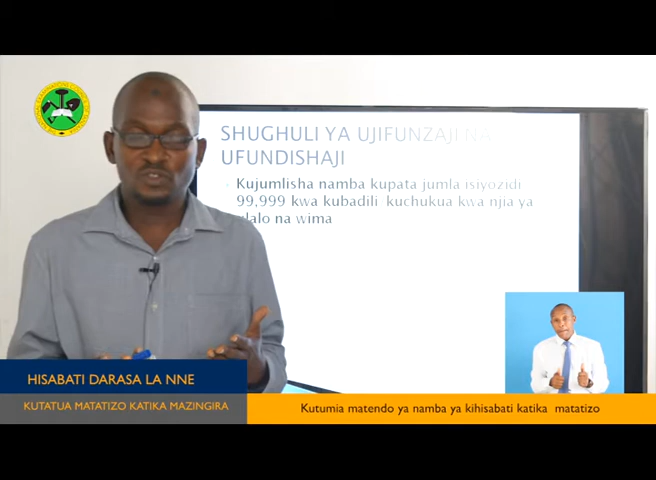 SHUGHULI YA UJIFUNZAJI NA
UFUNDISHAJI
Kujumlisha namba kupata jumla isiyozidi
99,999 kwa kubadili kuchukua kwa njia ya
na wima
HISABATI DARASA LA NNE
KUTATUA MATATIZO KATIKA MAZINGIRA
Kutumia matendo ya namba ya kihisabati katika matatizo